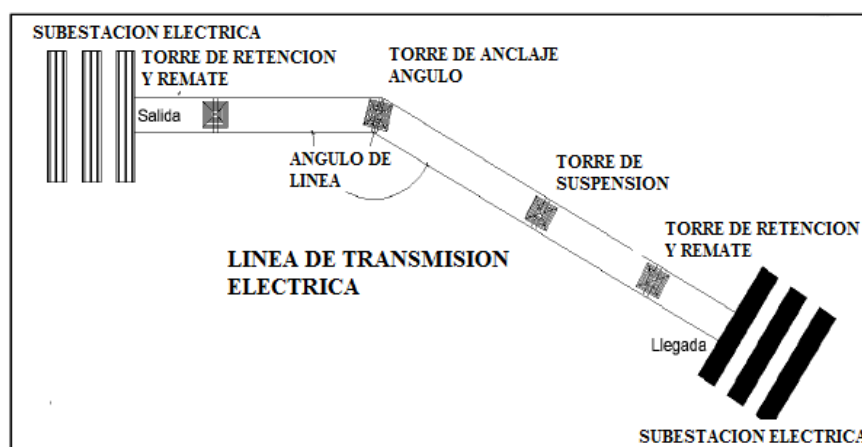 SUBESTACION ELECTRICA
TORRE DE RETENCION
Y REMATE
TORRE DE ANCLAJE
ANGULO
Salida
ANGULO DE
LINEA
TORRE DE
SUSPENSION
TORRE DE RETENCION
Y REMATE
LINEA DE TRANSMISION
ELECTRICA
Llegada
SUBESTACION ELECTRICA